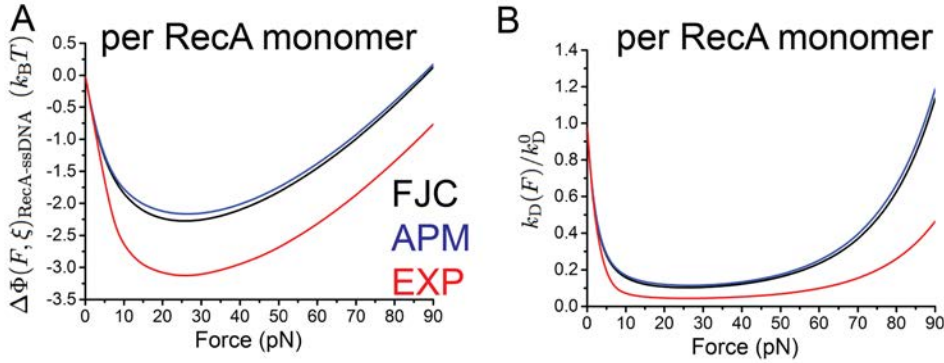 A
per RecA monomer
ΔΦ(F, ξ)RecA-ssDNA (kBT)
0.5
0.0
-0.5
-1.0
-1.5
-2.0
-2.5
-3.0
-3.5
0 10 20 30 40 50 60 70 80 90
Force (pN)
FJC
APM
EXP
B
per RecA monomer
kD(F)/k0D
1.4
1.2
1.0
0.8
0.6
0.4
0.2
0.0
0 10 20 30 40 50 60 70 80 90
Force (pN)